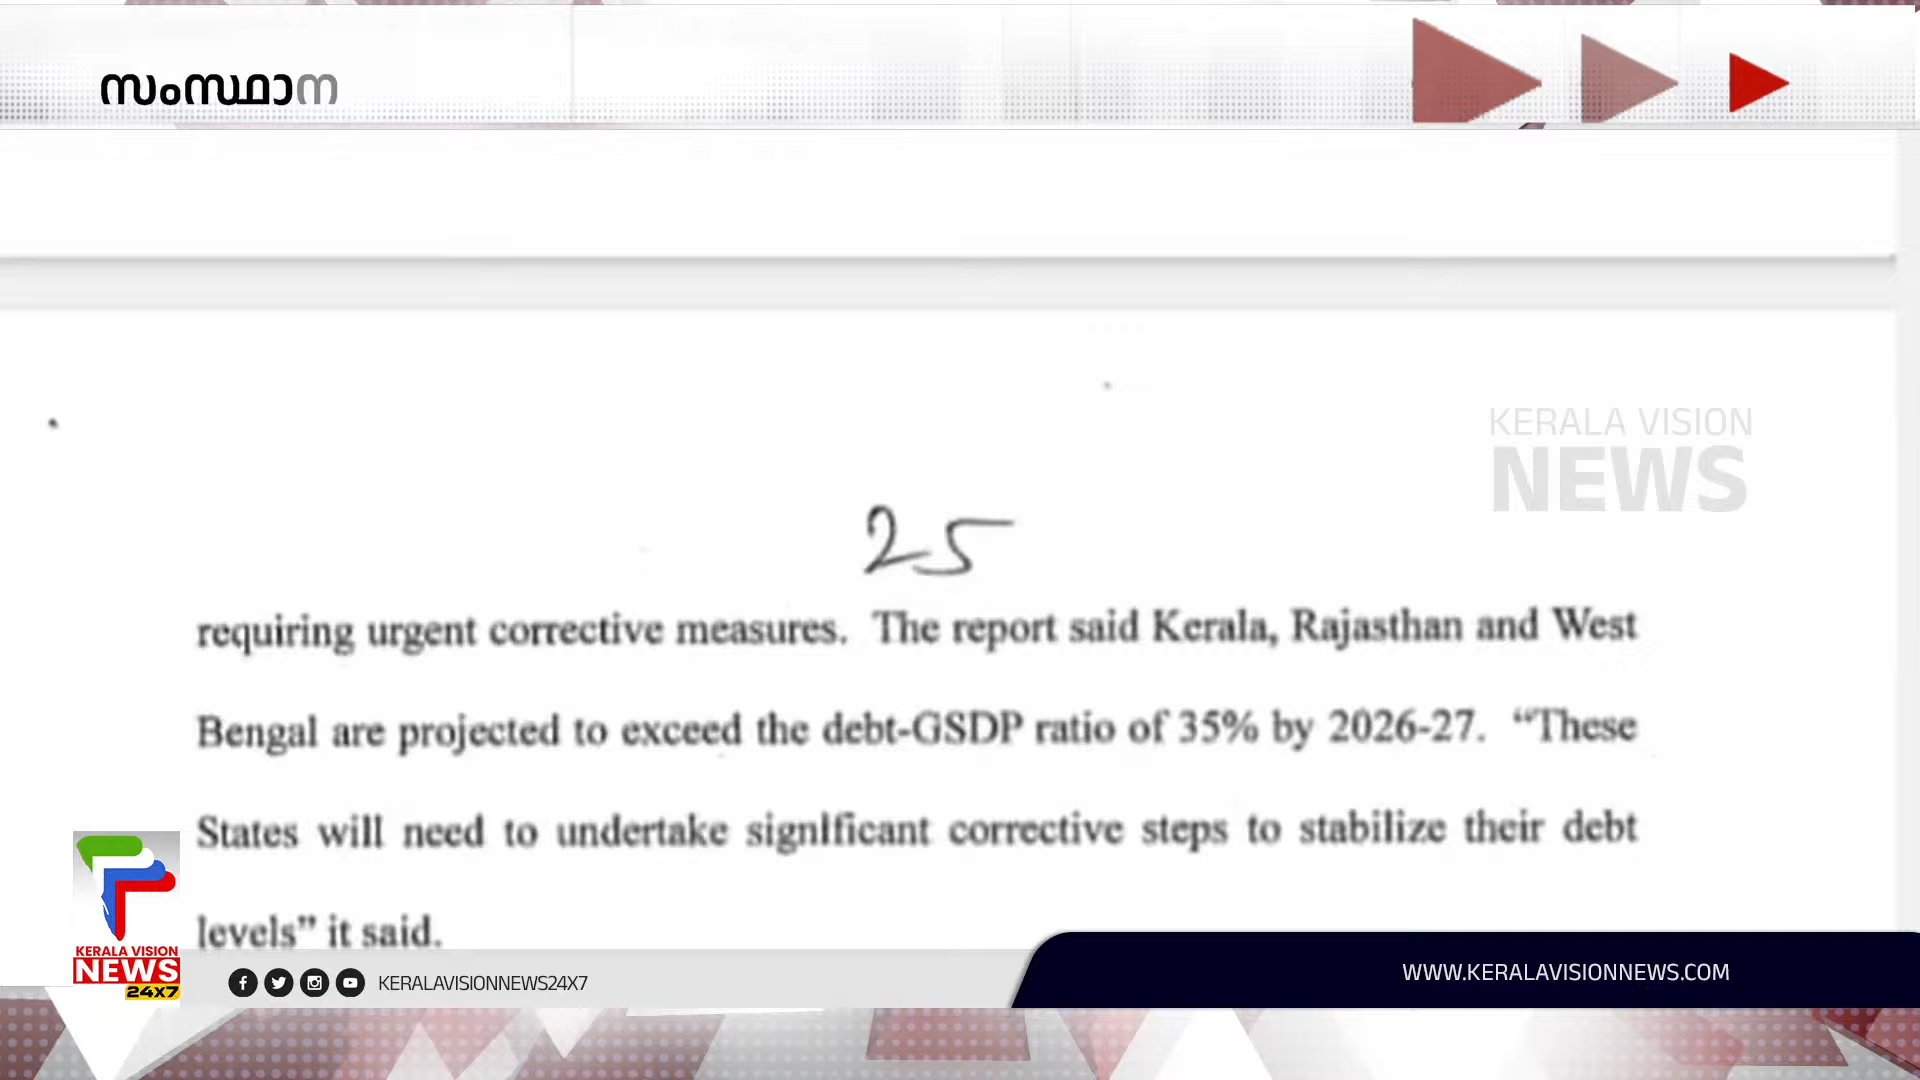 സംസ്ഥാന
KERALA VISION
NEWS
25
requiring urgent corrective measures. The report said Kerala, Rajasthan and West
Bengal are projected to exceed the debt-GSDP ratio of 35% by 2026-27. “These
States will need to undertake significant corrective steps to stabilize their debt
levels” it said.
KERALA VISION
NEWS
24x7
KERALAVISIONNEWS24X7
WWW.KERALAVISIONNEWS.COM